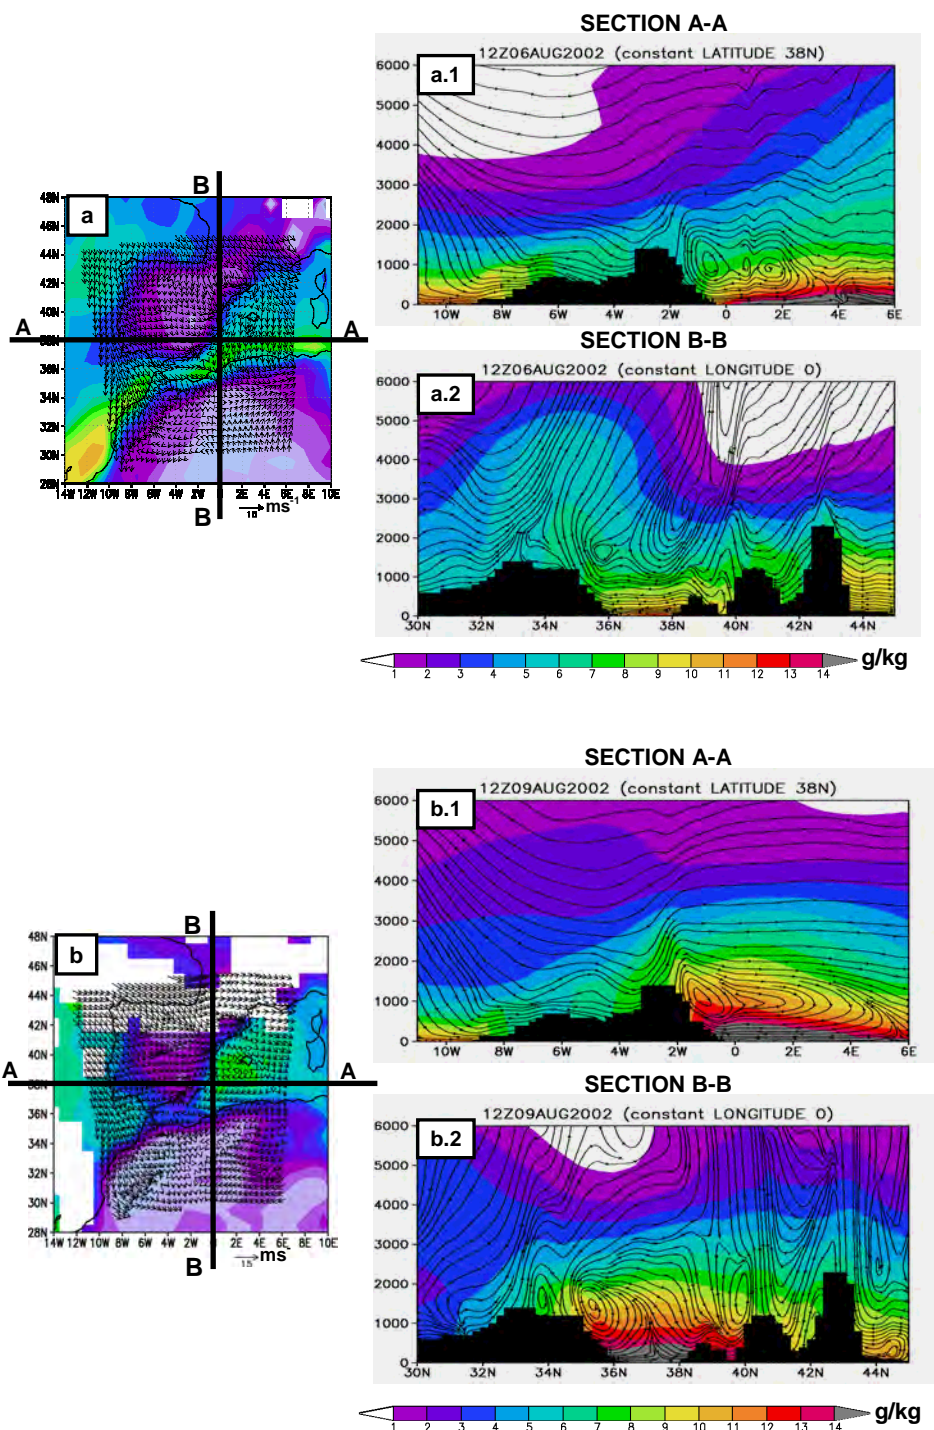 SECTION A-A
12Z06AUG2002 (constant LATITUDE 38N)
a.1
6000
5000
4000
3000
2000
1000
0
10W 8W 6W 4W 2W 0 2E 4E 6E
B
a
48N
46N
44N
42N
40N
38N
36N
34N
32N
30N
28N
A A
14W 12W 10W 8W 6W 4W 2W 0 2E 4E 6E 8E 10E
B
10 ms-1
SECTION B-B
12Z06AUG2002 (constant LONGITUDE 0)
a.2
6000
5000
4000
3000
2000
1000
0
30N 32N 34N 36N 38N 40N 42N 44N
1 2 3 4 5 6 7 8 9 10 11 12 13 14 g/kg
SECTION A-A
12Z09AUG2002 (constant LATITUDE 38N)
b.1
6000
5000
4000
3000
2000
1000
0
10W 8W 6W 4W 2W 0 2E 4E 6E
B
b
48N
46N
44N
42N
40N
38N
36N
34N
32N
30N
28N
A A
14W 12W 10W 8W 6W 4W 2W 0 2E 4E 6E 8E 10E
B
15 ms-
SECTION B-B
12Z09AUG2002 (constant LONGITUDE 0)
b.2
6000
5000
4000
3000
2000
1000
0
30N 32N 34N 36N 38N 40N 42N 44N
1 2 3 4 5 6 7 8 9 10 11 12 13 14 g/kg